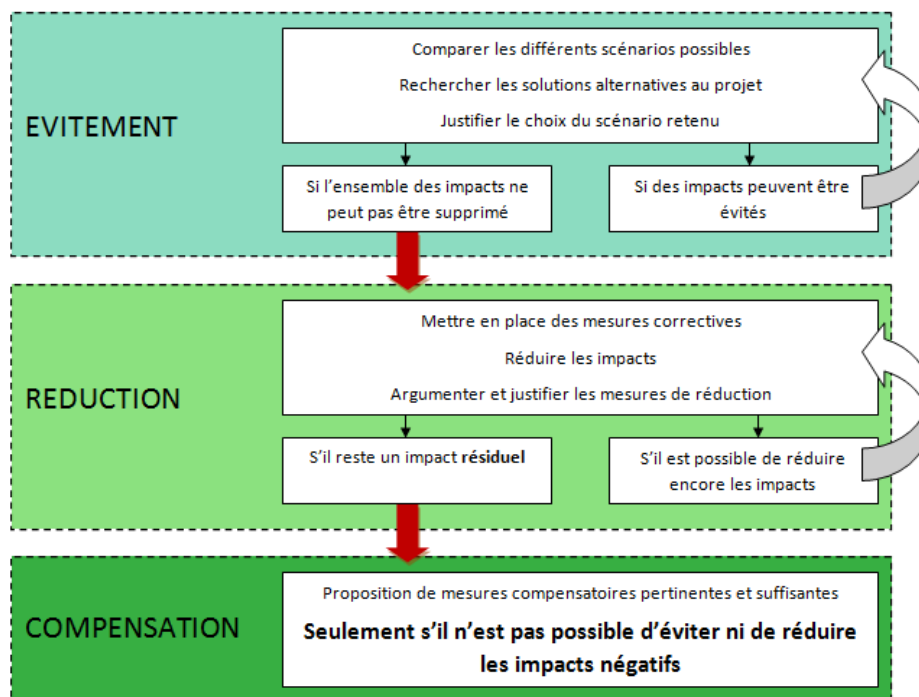 EVITEMENT
Comparer les différents scénarios possibles
Rechercher les solutions alternatives au projet
Justifier le choix du scénario retenu
Si l’ensemble des impacts ne
peut pas être supprimé
Si des impacts peuvent être
évités
REDUCTION
Mettre en place des mesures correctives
Réduire les impacts
Argumenter et justifier les mesures de réduction
S’il reste un impact résiduel
S’il est possible de réduire
encore les impacts
COMPENSATION
Proposition de mesures compensatoires pertinentes et suffisantes
Seulement s’il n’est pas possible d’éviter ni de réduire
les impacts négatifs